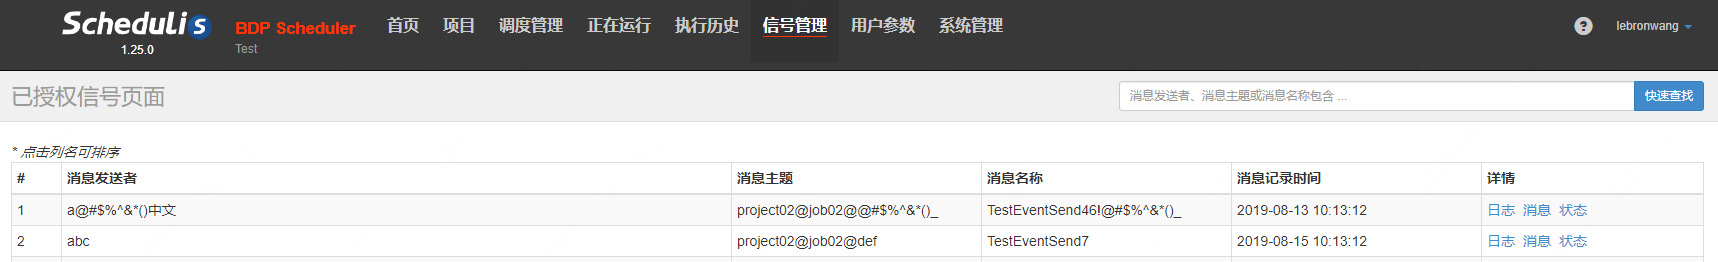 Schedulis
1.25.0
BDP Scheduler
Test
首页 项目 调度管理 正在运行 执行历史 信号管理 用户参数 系统管理
? lebronwang
已授权信号页面
消息发送者、消息主题或消息名称包含 ... 快速查找
* 点击列名可排序
# 消息发送者 消息主题 消息名称 消息记录时间 详情
1 a@#$%^&*()中文 project02@job02@@#$%^&*()_ TestEventSend46!@#$%^&*()_ 2019-08-13 10:13:12 日志 消息 状态
2 abc project02@job02@def TestEventSend7 2019-08-15 10:13:12 日志 消息 状态